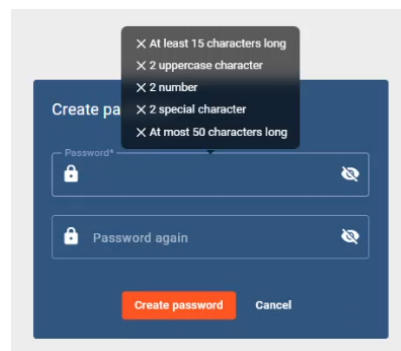 ✕ At least 15 characters long
✕ 2 uppercase character
✕ 2 number
✕ 2 special character
✕ At most 50 characters long
Create pa
Password*
Password again
Create password Cancel